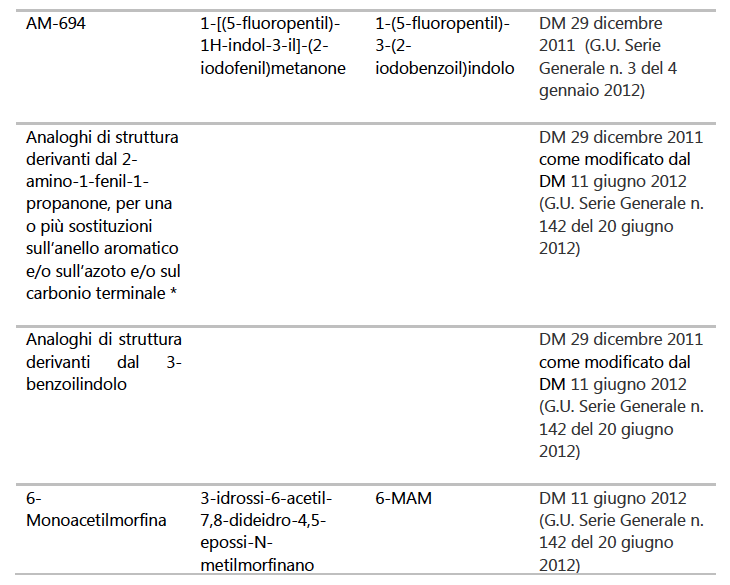 AM-694
1-[(5-fluoropentil)-
1H-indol-3-il]-(2-
iodofenil)metanone
1-(5-fluoropentil)-
3-(2-
iodobenzoil)indolo
DM 29 dicembre
2011 (G.U. Serie
Generale n. 3 del 4
gennaio 2012)
Analoghi di struttura
derivanti dal 2-
amino-1-fenil-1-
propanone, per una
o più sostituzioni
sull'anello aromatico
e/o sull'azoto e/o sul
carbonio terminale *
DM 29 dicembre 2011
come modificato dal
DM 11 giugno 2012
(G.U. Serie Generale n.
142 del 20 giugno
2012)
Analoghi di struttura
derivanti dal 3-
benzoilindolo
DM 29 dicembre 2011
come modificato dal
DM 11 giugno 2012
(G.U. Serie Generale n.
142 del 20 giugno
2012)
6-
Monoacetilmorfina
3-idrossi-6-acetil-
7,8-dideidro-4,5-
epossi-N-
metilmorfinano
6-MAM
DM 11 giugno 2012
(G.U. Serie Generale n.
142 del 20 giugno
2012)